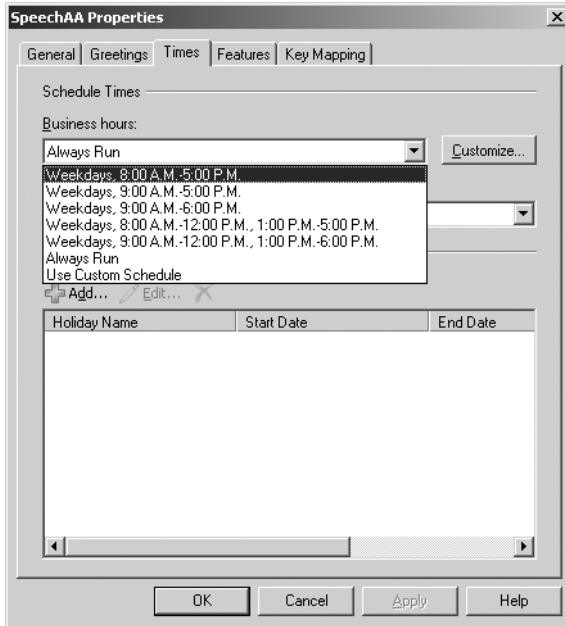 SpeechAA Properties
General Greetings Times Features Key Mapping
Schedule Times
Business hours:
Always Run
Customize...
Weekdays, 8:00 A.M.-5:00 P.M.
Weekdays, 9:00 A.M.-5:00 P.M.
Weekdays, 9:00 A.M.-6:00 P.M.
Weekdays, 8:00 A.M.-12:00 P.M., 1:00 P.M.-5:00 P.M.
Weekdays, 9:00 A.M.-12:00 P.M., 1:00 P.M.-6:00 P.M.
Always Run
Use Custom Schedule
Add... Edit...
Holiday Name Start Date End Date
OK Cancel Apply Help